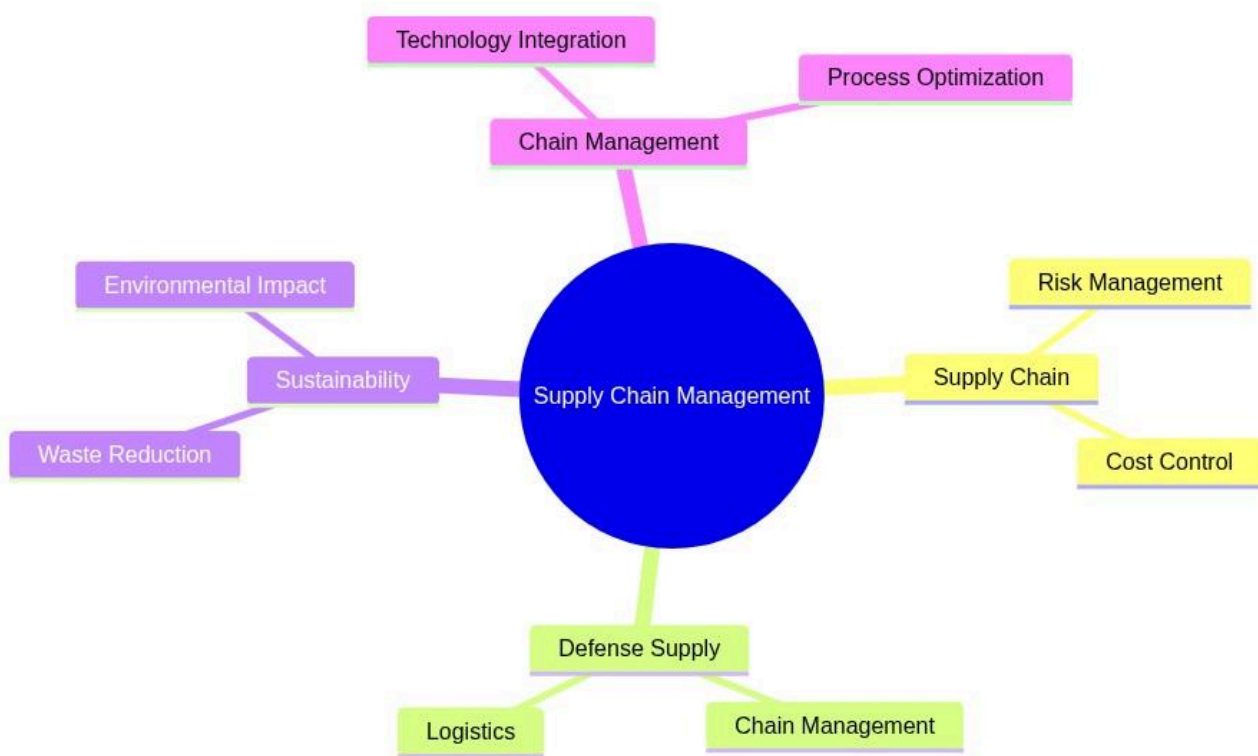 Technology Integration
Process Optimization
Chain Management
Environmental Impact
Risk Management
Sustainability
Supply Chain Management
Supply Chain
Waste Reduction
Cost Control
Defense Supply
Logistics
Chain Management